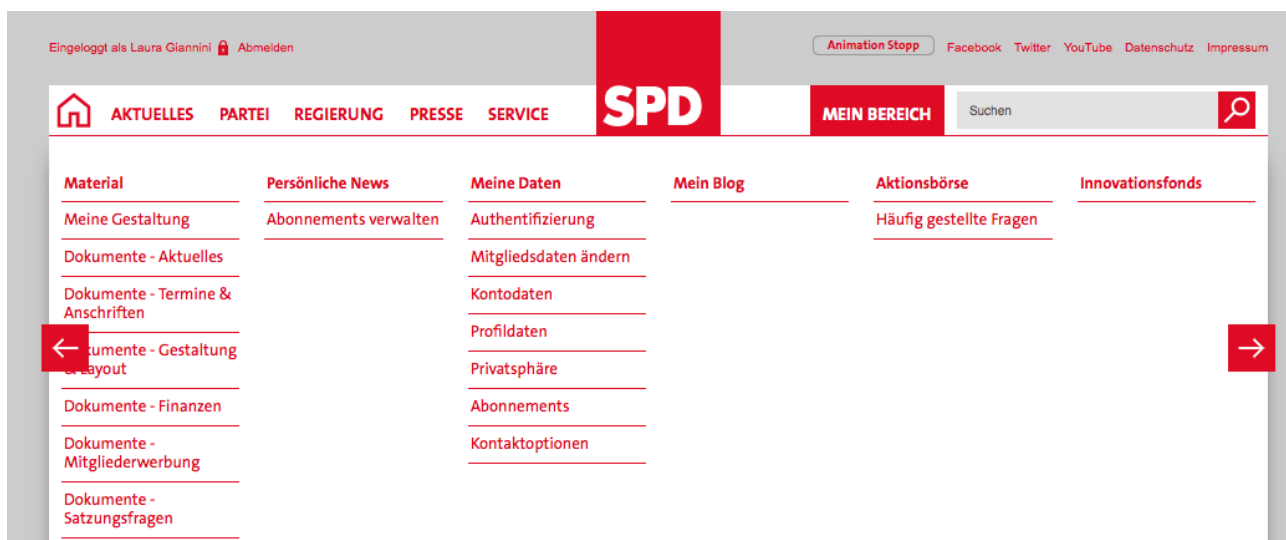 Eingeloggt als Laura Giannini Abmelden
Animation Stopp Facebook Twitter YouTube Datenschutz Impressum
AKTUELLES PARTEI REGIERUNG PRESSE SERVICE SPD MEIN BEREICH Suchen
Material
Meine Gestaltung
Dokumente - Aktuelles
Dokumente - Termine &
Anschriften
- Gestaltung
Dokumente - Finanzen
Dokumente -
Mitgliederwerbung
Dokumente -
Satzungsfragen
Persönliche News
Abonnements verwalten
Meine Daten
Authentifizierung
Mitgliedsdaten ändern
Kontodaten
Profildaten
Privatsphäre
Abonnements
Kontaktoptionen
Mein Blog
Aktionsbörse
Häufig gestellte Fragen
Innovationsfonds